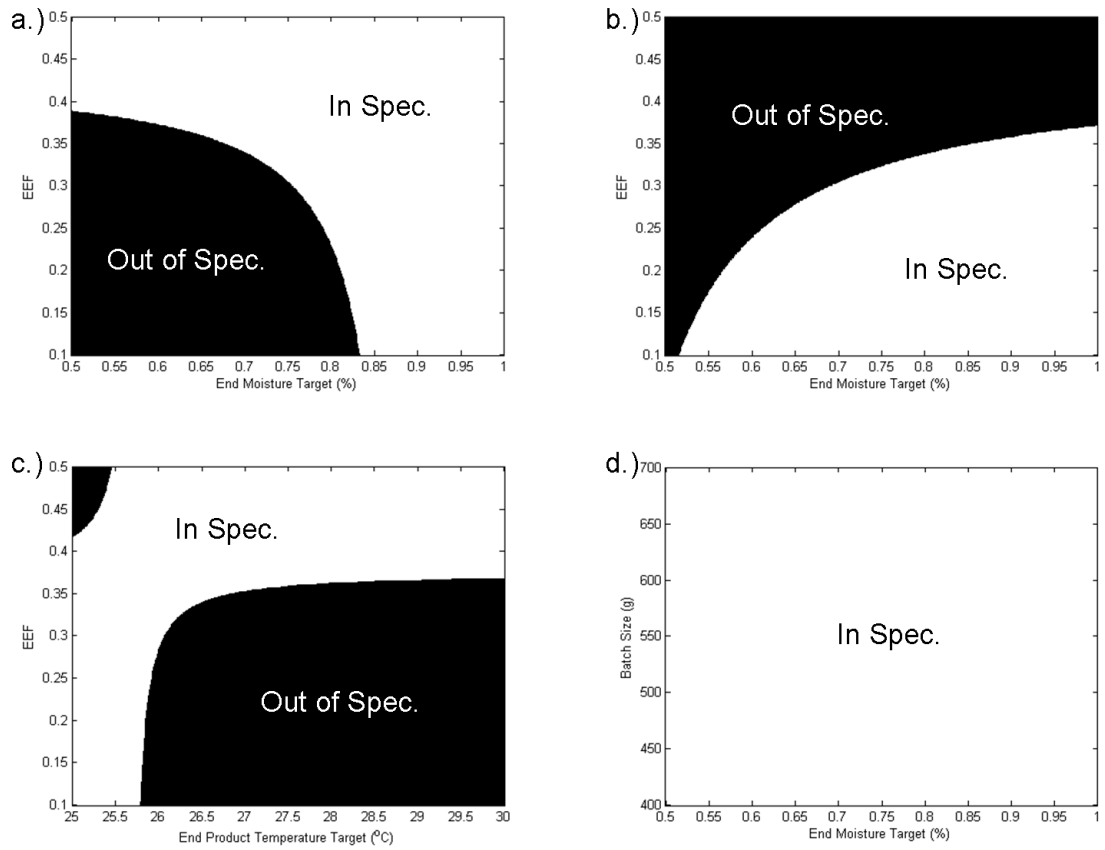 a.)
0.5
0.45
0.4
0.35
0.3
0.25
0.2
0.15
0.1
EEF
In Spec.
Out of Spec.
0.5 0.55 0.6 0.65 0.7 0.75 0.8 0.85 0.9 0.95 1
End Moisture Target (%)
b.)
0.5
0.45
0.4
0.35
0.3
0.25
0.2
0.15
0.1
EEF
Out of Spec.
In Spec.
0.5 0.55 0.6 0.65 0.7 0.75 0.8 0.85 0.9 0.95 1
End Moisture Target (%)
c.)
0.5
0.45
0.4
0.35
0.3
0.25
0.2
0.15
0.1
EEF
In Spec.
Out of Spec.
25 25.5 26 26.5 27 27.5 28 28.5 29 29.5 30
End Product Temperature Target (°C)
d.)
700
650
600
550
500
450
400
Batch Size (g)
In Spec.
0.5 0.55 0.6 0.65 0.7 0.75 0.8 0.85 0.9 0.95 1
End Moisture Target (%)